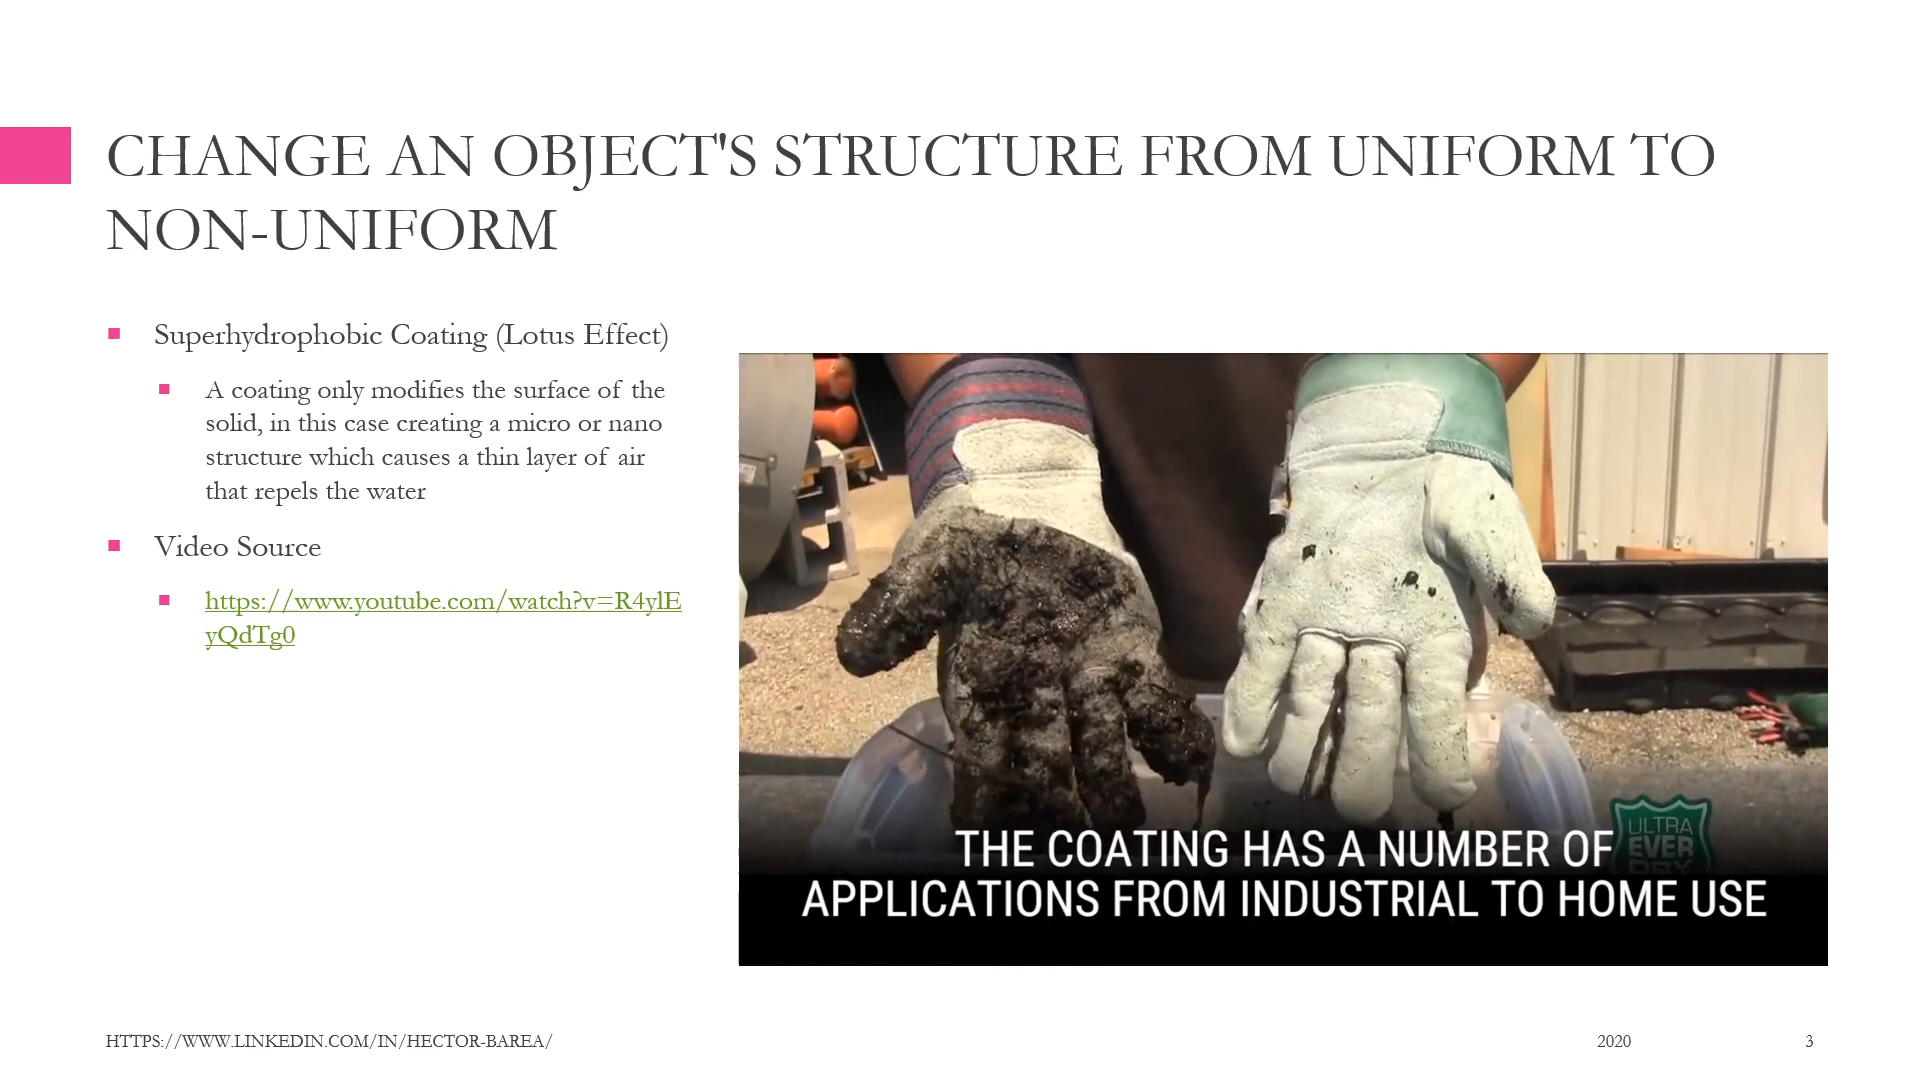 CHANGE AN OBJECT'S STRUCTURE FROM UNIFORM TO
NON-UNIFORM
Superhydrophobic Coating (Lotus Effect)
A coating only modifies the surface of the
solid, in this case creating a micro or nano
structure which causes a thin layer of air
that repels the water
Video Source
https://www.youtube.com/watch?v=R4ylE
yQdTg0
ULTRA
EVER
DRY
THE COATING HAS A NUMBER OF
APPLICATIONS FROM INDUSTRIAL TO HOME USE
HTTPS://WWW.LINKEDIN.COM/IN/HECTOR-BAREA/
2020
3